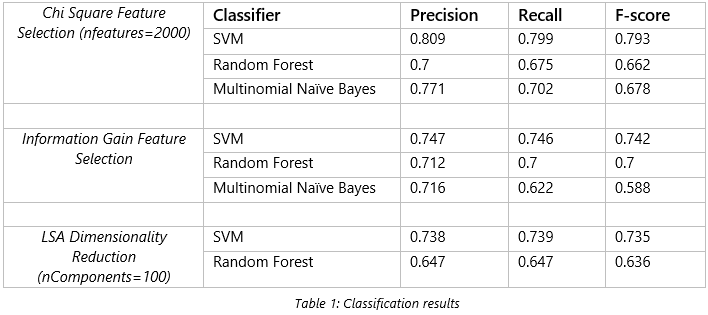 Chi Square Feature Selection (nfeatures=2000) Classifier Precision Recall F-score
SVM 0.809 0.799 0.793
Random Forest 0.7 0.675 0.662
Multinomial Naïve Bayes 0.771 0.702 0.678
Information Gain Feature Selection SVM 0.747 0.746 0.742
Random Forest 0.712 0.7 0.7
Multinomial Naïve Bayes 0.716 0.622 0.588
LSA Dimensionality Reduction (nComponents=100) SVM 0.738 0.739 0.735
Random Forest 0.647 0.647 0.636
Table 1: Classification results